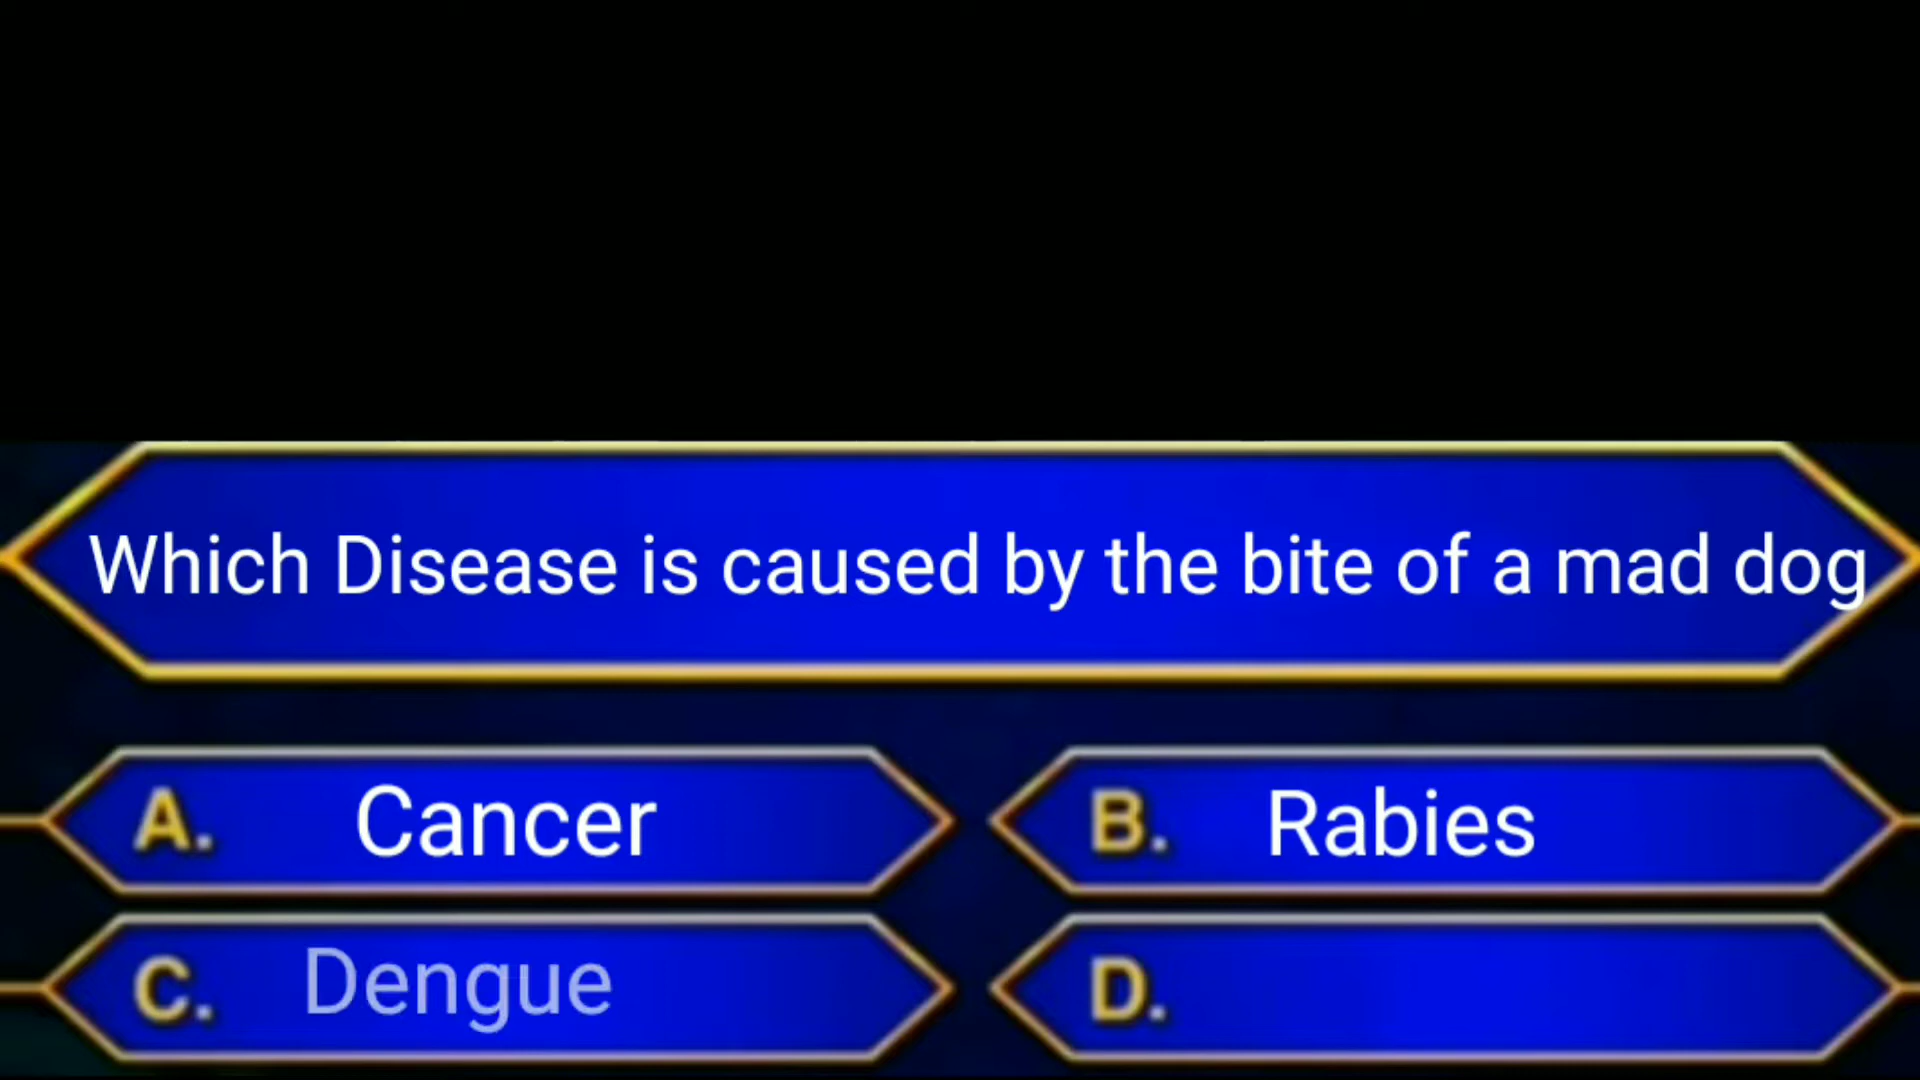 Which Disease is caused by the bite of a mad dog
A. Cancer
B. Rabies
C. Dengue
D.